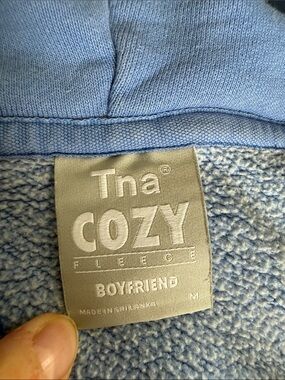 Tna®
COZY
FLEECE
BOYFRIEND
MADE IN SRI LANKA M